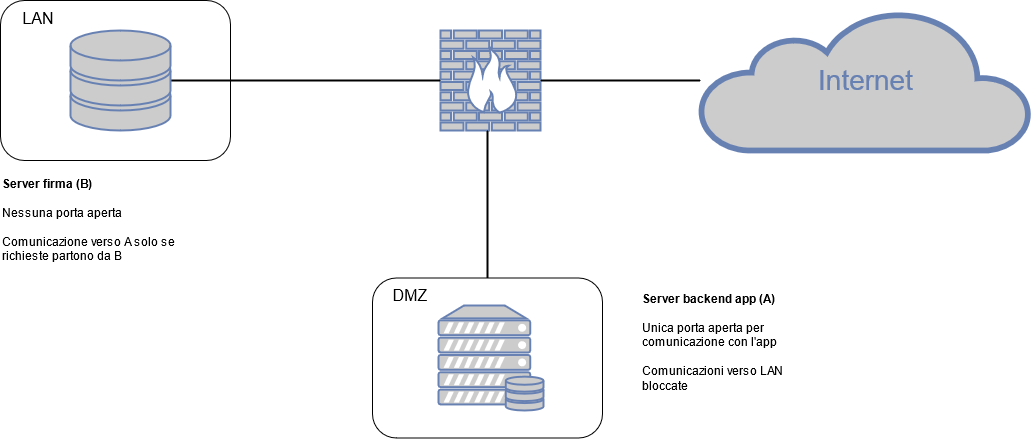 LAN
Internet
Server firma (B)
Nessuna porta aperta
Comunicazione verso A solo se
richieste partono da B
DMZ
Server backend app (A)
Unica porta aperta per
comunicazione con l'app
Comunicazioni verso LAN
bloccate